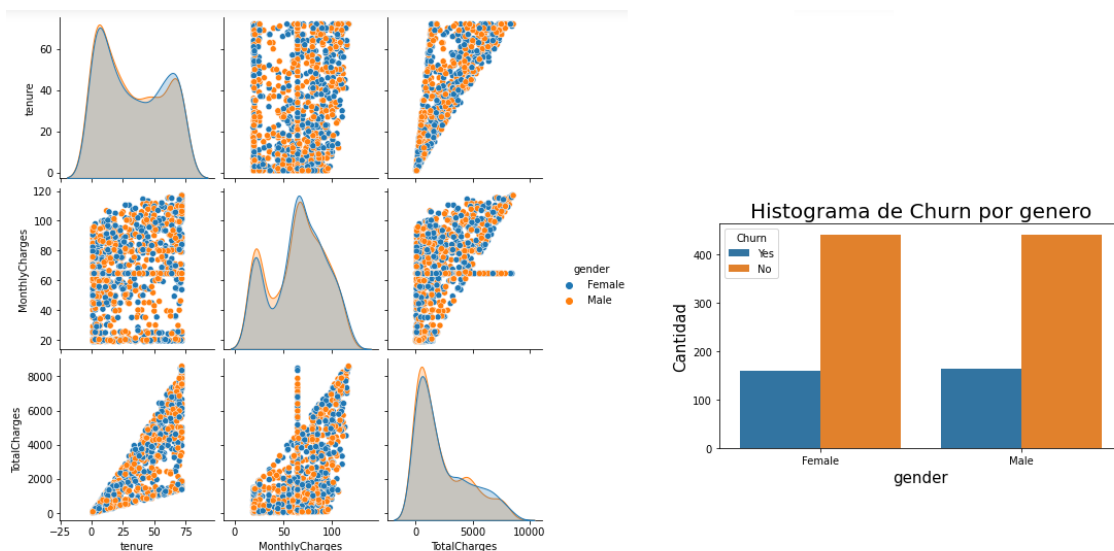 60
40
20
0
tenure
120
100
80
60
40
20
MonthlyCharges
gender
Female
Male
8000
6000
4000
2000
0
TotalCharges
−25 0 25 50 75
tenure
0 50 100
MonthlyCharges
0 5000 10000
TotalCharges
Histograma de Churn por genero
Churn
Yes
No
400
300
200
100
0
Cantidad
Female Male
gender